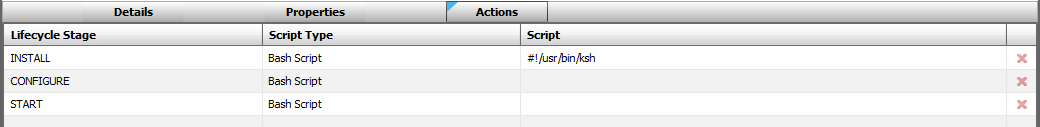 Details Properties Actions
Lifecycle Stage Script Type Script
INSTALL Bash Script #!/usr/bin/ksh
CONFIGURE Bash Script
START Bash Script